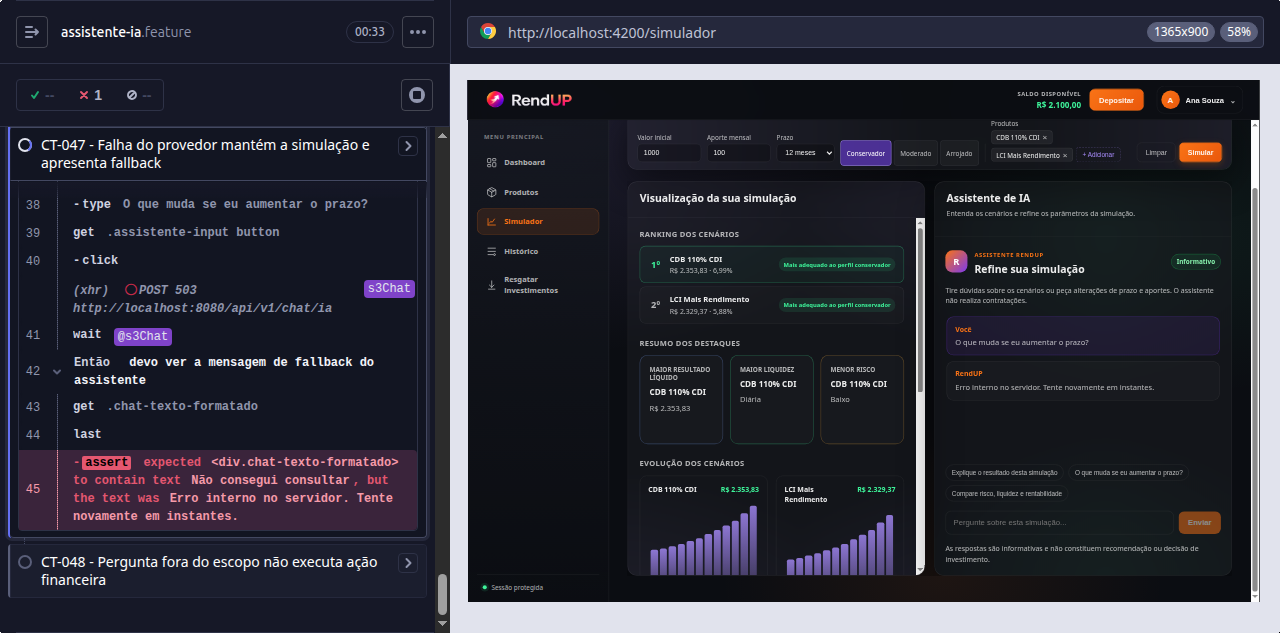 assistente-ia.feature
00:33
--
1
--
CT-047 - Falha do provedor mantém a simulação e
apresenta fallback
38 - type O que muda se eu aumentar o prazo?
39 get .assistente-input button
40 - click
(xhr) POST 503 s3Chat
http://localhost:8080/api/v1/chat/ia
41 wait @s3Chat
42 Então devo ver a mensagem de fallback do
assistente
43 get .chat-texto-formatado
44 last
45 - assert expected <div.chat-texto-formatado>
to contain text Não consegui consultar, but
the text was Erro interno no servidor. Tente
novamente em instantes.
CT-048 - Pergunta fora do escopo não executa ação
financeira
http://localhost:4200/simulador
1365x900
58%
RendUP
SALDO DISPONÍVEL
R$ 2.100,00
Depositar
A
Ana Souza
MENU PRINCIPAL
Dashboard
Produtos
Simulador
Histórico
Resgatar
investimentos
Sessão protegida
Valor inicial
1000
Aporte mensal
100
Prazo
12 meses
Conservador
Moderado
Arrojado
Produtos
CDB 110% CDI ×
LCI Mais Rendimento ×
+ Adicionar
Limpar
Simular
Visualização da sua simulação
RANKING DOS CENÁRIOS
1º
CDB 110% CDI
R$ 2.353,83 · 6,99%
Mais adequado ao perfil conservador
2º
LCI Mais Rendimento
R$ 2.329,37 · 5,88%
Mais adequado ao perfil conservador
RESUMO DOS DESTAQUES
MAIOR RESULTADO
LÍQUIDO
CDB 110% CDI
R$ 2.353,83
MAIOR LIQUIDEZ
CDB 110% CDI
Diária
MENOR RISCO
CDB 110% CDI
Baixo
EVOLUÇÃO DOS CENÁRIOS
CDB 110% CDI
R$ 2.353,83
LCI Mais
Rendimento
R$ 2.329,37
Assistente de IA
Entenda os cenários e refine os parâmetros da simulação.
R
ASSISTENTE RENDUP
Refine sua simulação
Informativo
Tire dúvidas sobre os cenários ou peça alterações de prazo e aportes. O assistente
não realiza contratações.
Você
O que muda se eu aumentar o prazo?
RendUP
Erro interno no servidor. Tente novamente em instantes.
Explique o resultado desta simulação
O que muda se eu aumentar o prazo?
Compare risco, liquidez e rentabilidade
Pergunte sobre esta simulação...
Enviar
As respostas são informativas e não constituem recomendação ou decisão de
investimento.